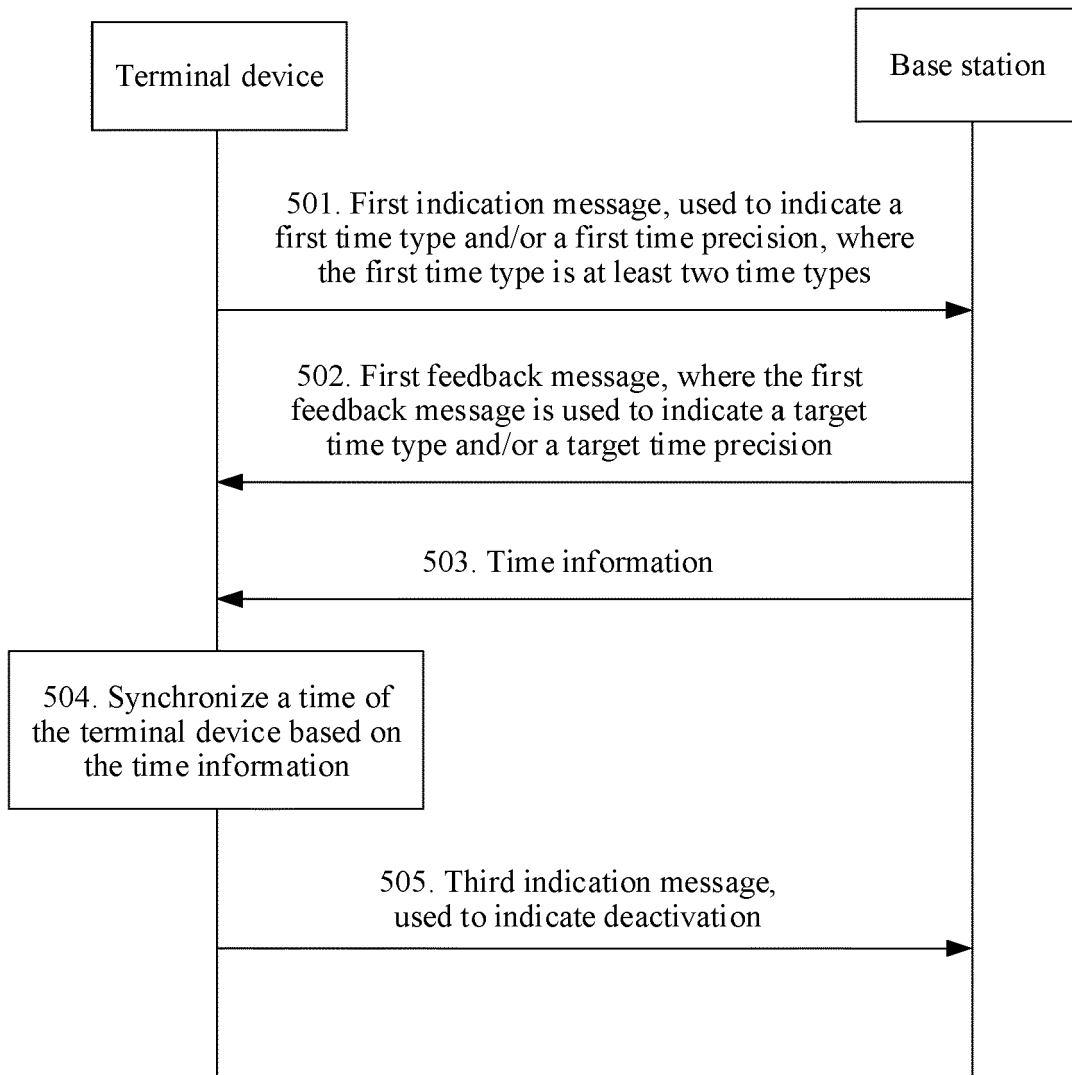 Terminal device
Base station
501. First indication message, used to indicate a
first time type and/or a first time precision, where
the first time type is at least two time types
502. First feedback message, where the first
feedback message is used to indicate a target
time type and/or a target time precision
503. Time information
504. Synchronize a time of
the terminal device based on
the time information
505. Third indication message,
used to indicate deactivation